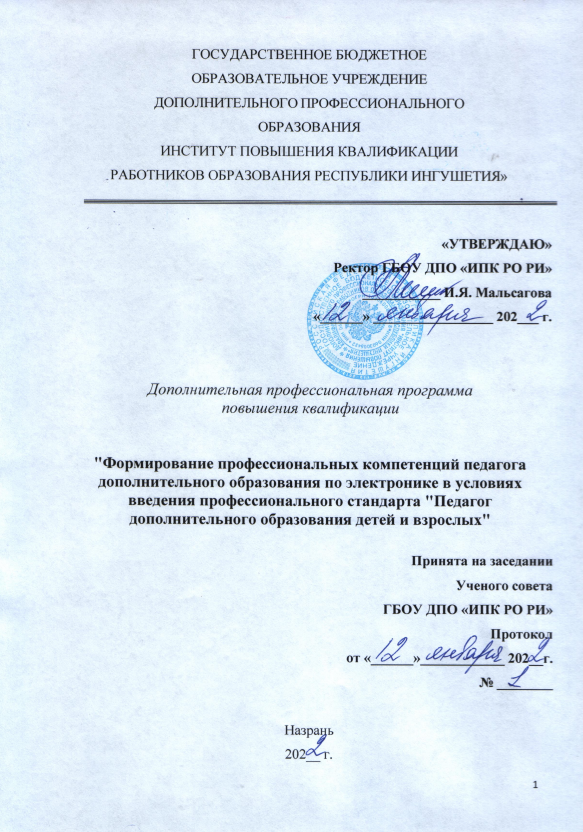 ГОСУДАРСТВЕННОЕ БЮДЖЕТНОЕ
ОБРАЗОВАТЕЛЬНОЕ УЧРЕЖДЕНИЕ
ДОПОЛНИТЕЛЬНОГО ПРОФЕССИОНАЛЬНОГО
ОБРАЗОВАНИЯ
ИНСТИТУТ ПОВЫШЕНИЯ КВАЛИФИКАЦИИ
РАБОТНИКОВ ОБРАЗОВАНИЯ РЕСПУБЛИКИ ИНГУШЕТИЯ»
«УТВЕРЖДАЮ»
Ректор ГБОУ ДПО «ИПК РО РИ»
И.Я. Мальсагова
«12» января 2022г.
Дополнительная профессиональная программа
повышения квалификации
"Формирование профессиональных компетенций педагога
дополнительного образования по электронике в условиях
введения профессионального стандарта "Педагог
дополнительного образования детей и взрослых"
Принята на заседании
Ученого совета
ГБОУ ДПО «ИПК РО РИ»
Протокол
от «12» января 2022г.
№ 1
Назрань
2022г.
1